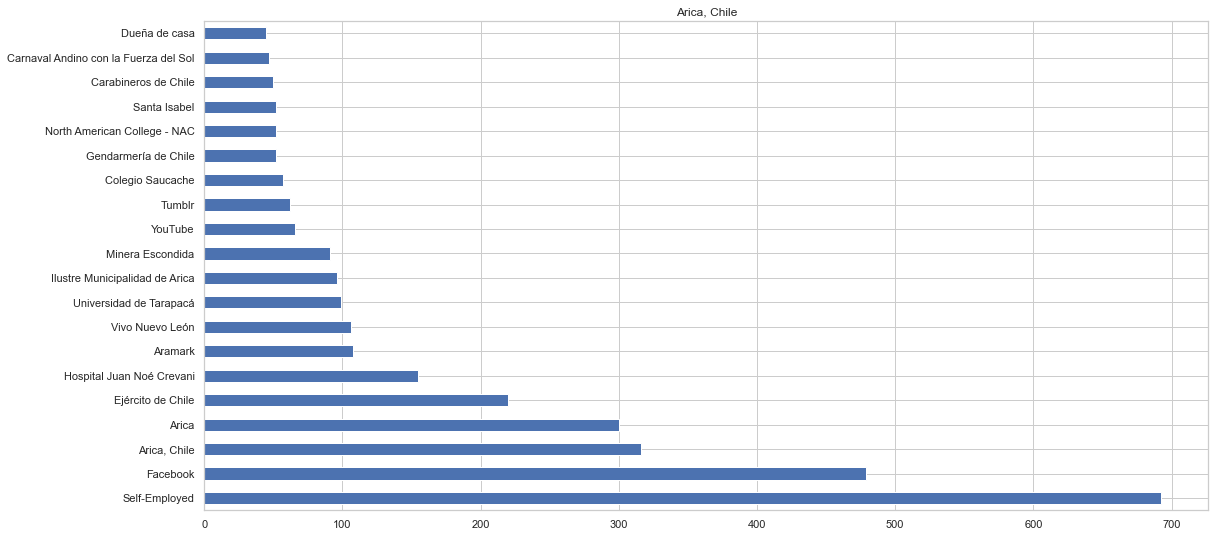 Arica, Chile
Dueña de casa
Carnaval Andino con la Fuerza del Sol
Carabineros de Chile
Santa Isabel
North American College - NAC
Gendarmería de Chile
Colegio Saucache
Tumblr
YouTube
Minera Escondida
Ilustre Municipalidad de Arica
Universidad de Tarapacá
Vivo Nuevo León
Aramark
Hospital Juan Noé Crevani
Ejército de Chile
Arica
Arica, Chile
Facebook
Self-Employed
0 100 200 300 400 500 600 700